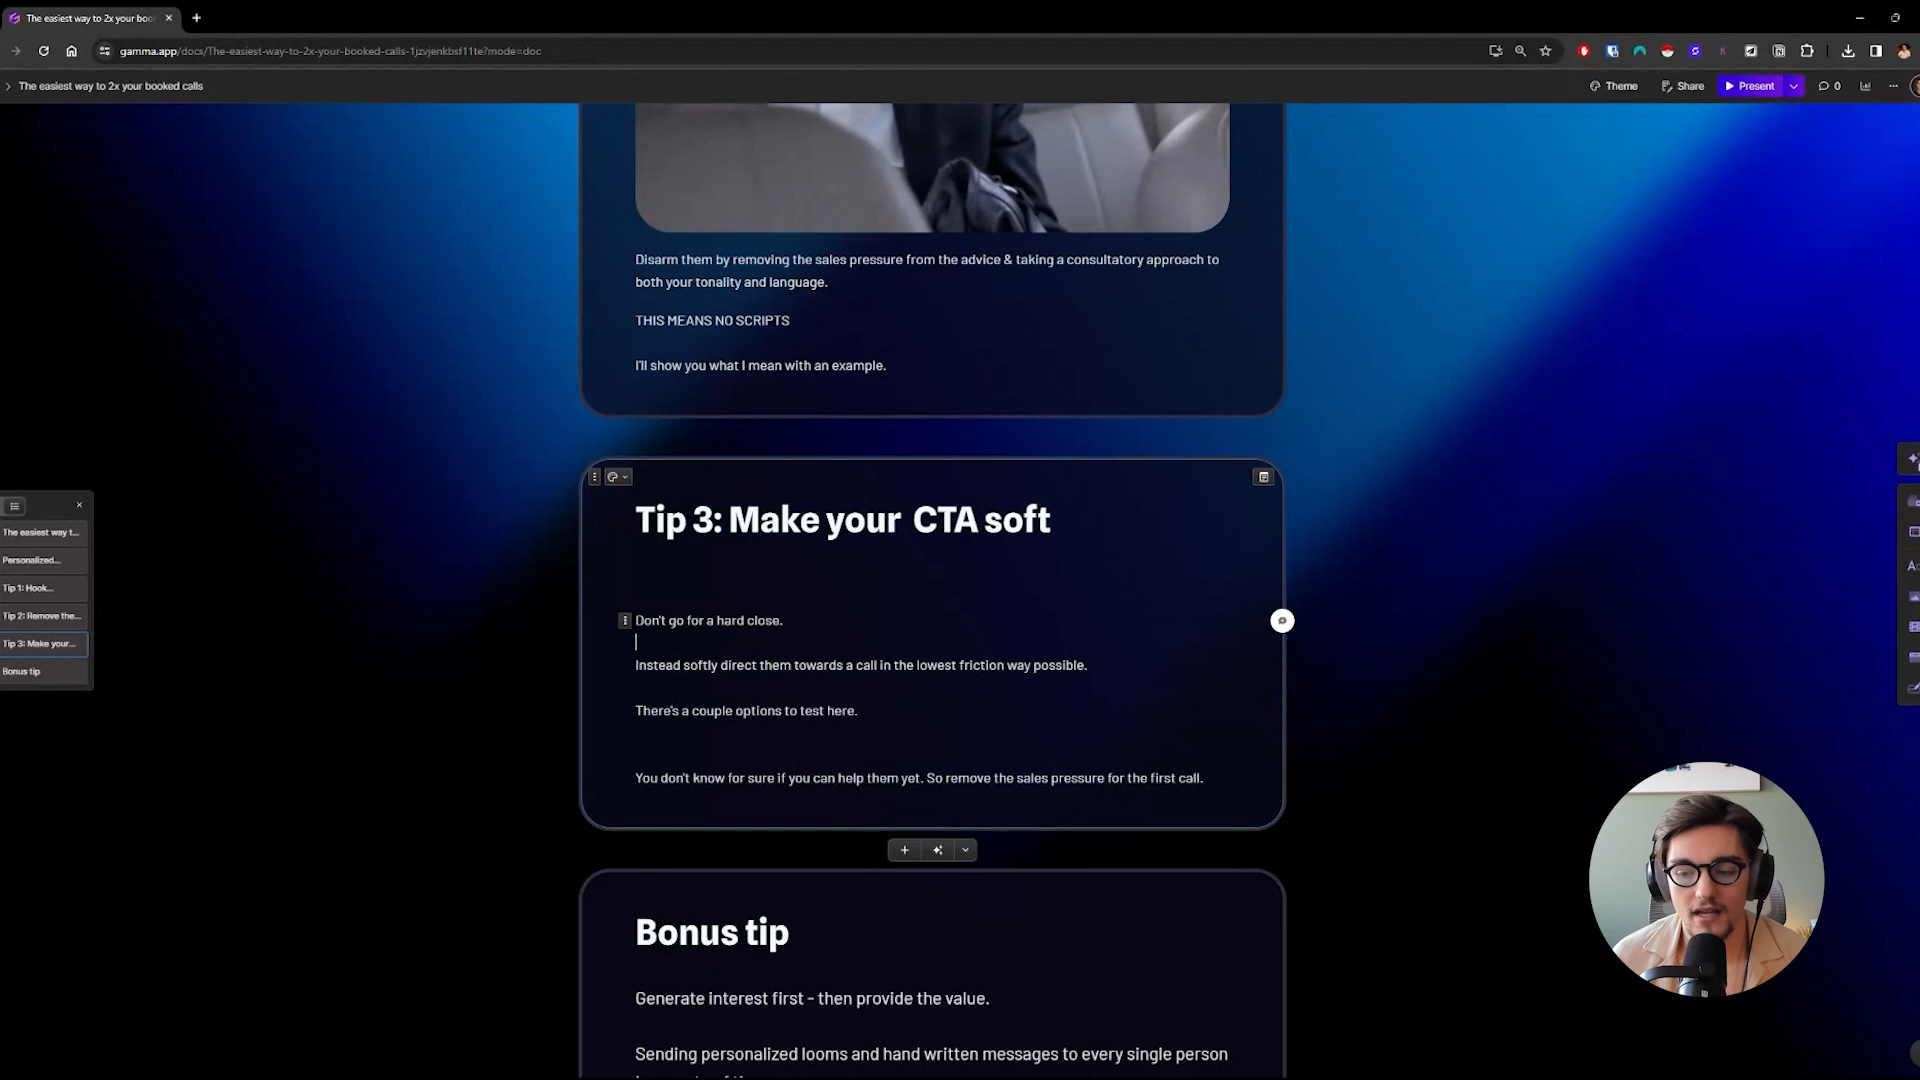 The easiest way to 2x your boo
gamma.app/docs/The-easiest-way-to-2x-your-booked-calls-1jzvjenkbsf11te?mode=doc
The easiest way to 2x your booked calls
Theme
Share
Present
0
Disarm them by removing the sales pressure from the advice & taking a consultatory approach to
both your tonality and language.
THIS MEANS NO SCRIPTS
I'll show you what I mean with an example.
The easiest way t...
Personalized...
Tip 1: Hook...
Tip 2: Remove the...
Tip 3: Make your...
Bonus tip
Tip 3: Make your  CTA soft
Don't go for a hard close.
Instead softly direct them towards a call in the lowest friction way possible.
There's a couple options to test here.
You don't know for sure if you can help them yet. So remove the sales pressure for the first call.
Bonus tip
Generate interest first - then provide the value.
Sending personalized looms and hand written messages to every single person